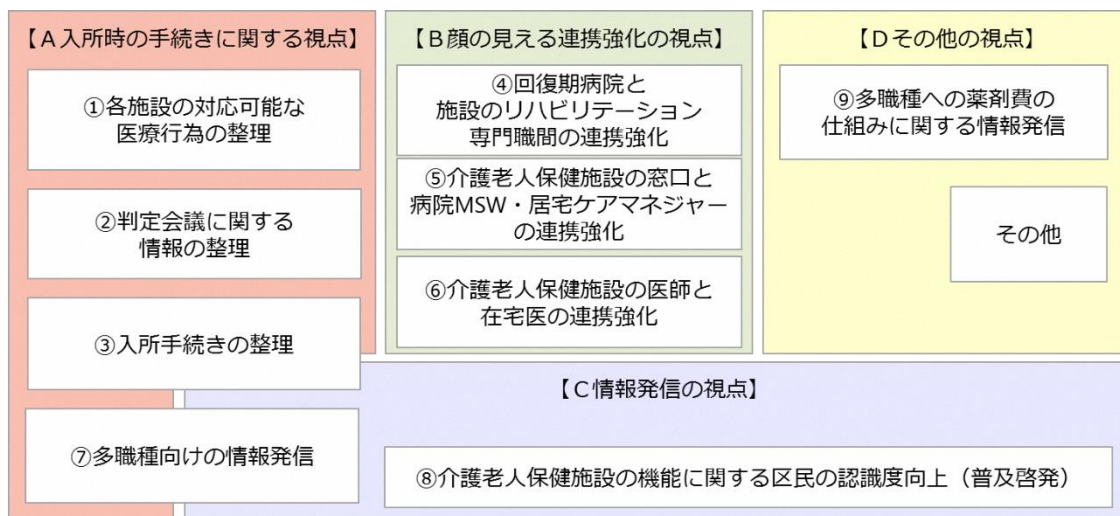 【A入所時の手続きに関する視点】
①各施設の対応可能な
医療行為の整理
②判定会議に関する
情報の整理
③入所手続きの整理
⑦多職種向けの情報発信
【B顔の見える連携強化の視点】
④回復期病院と
施設のリハビリテーション
専門職間の連携強化
⑤介護老人保健施設の窓口と
病院MSW・居宅ケアマネジャー
の連携強化
⑥介護老人保健施設の医師と
在宅医の連携強化
【Dその他の視点】
⑨多職種への薬剤費の
仕組みに関する情報発信
その他
【C情報発信の視点】
⑧介護老人保健施設の機能に関する区民の認識度向上（普及啓発）